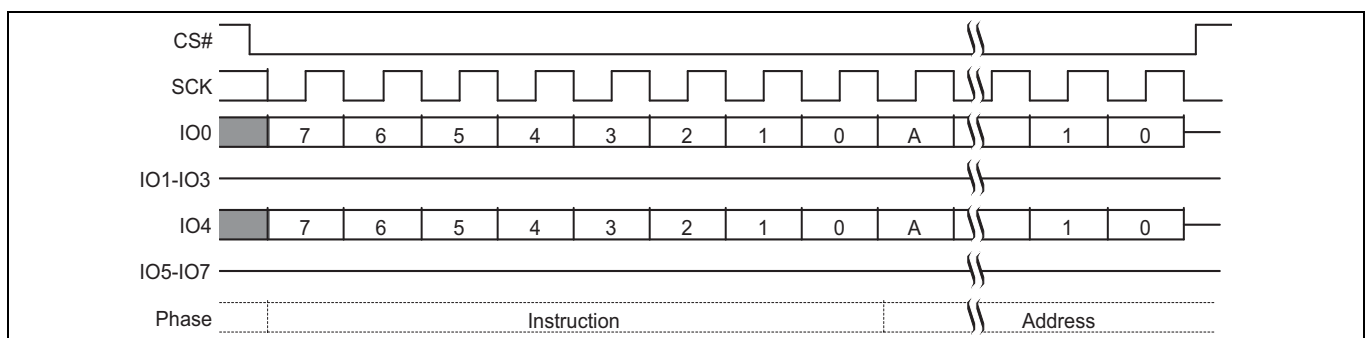 CS#
SCK
IO0 7 6 5 4 3 2 1 0 A 1 0
IO1-IO3
IO4 7 6 5 4 3 2 1 0 A 1 0
IO5-IO7
Phase Instruction Address